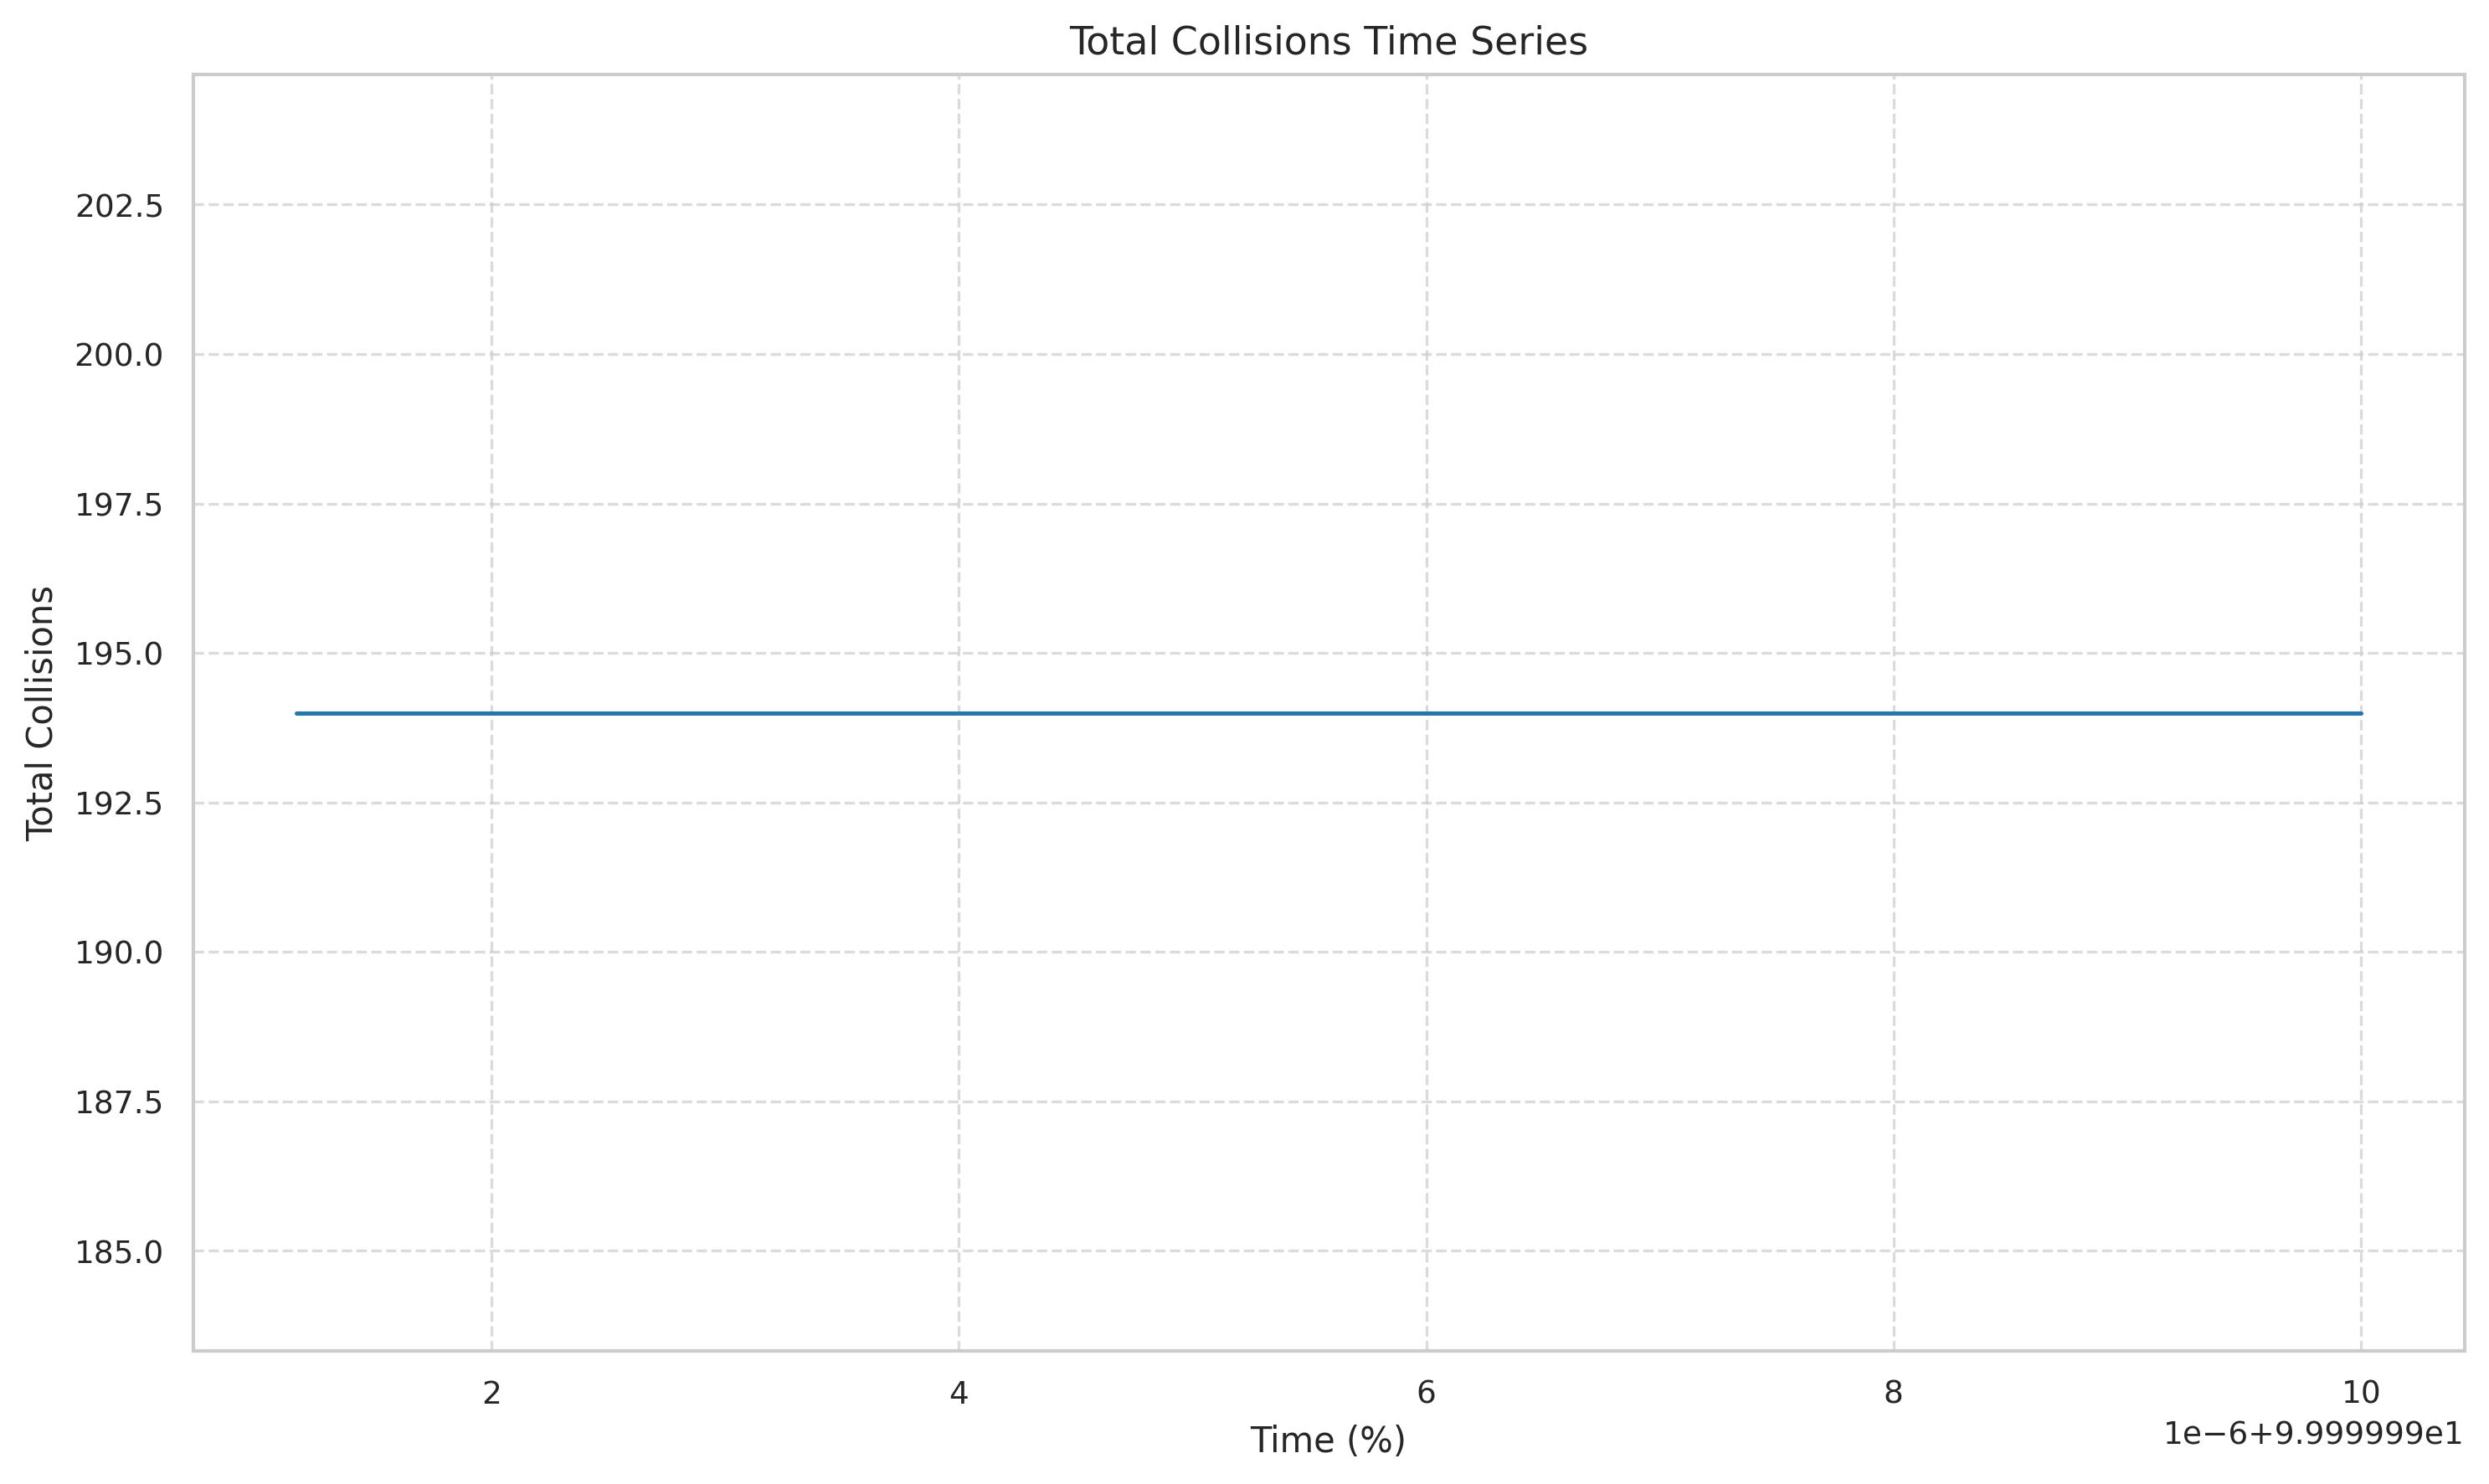 Total Collisions Time Series
Total Collisions
202.5
200.0
197.5
195.0
192.5
190.0
187.5
185.0
2 4 6 8 10
Time (%)
1e−6+9.999999e1